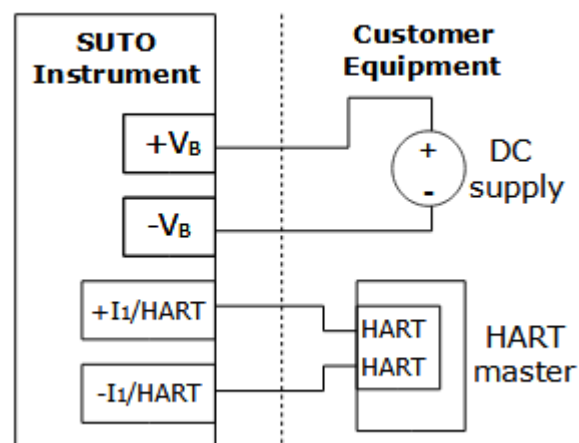 SUTO
Instrument
Customer
Equipment
+VB
-VB
+
-
DC
supply
+I1/HART
-I1/HART
HART
HART
HART
master